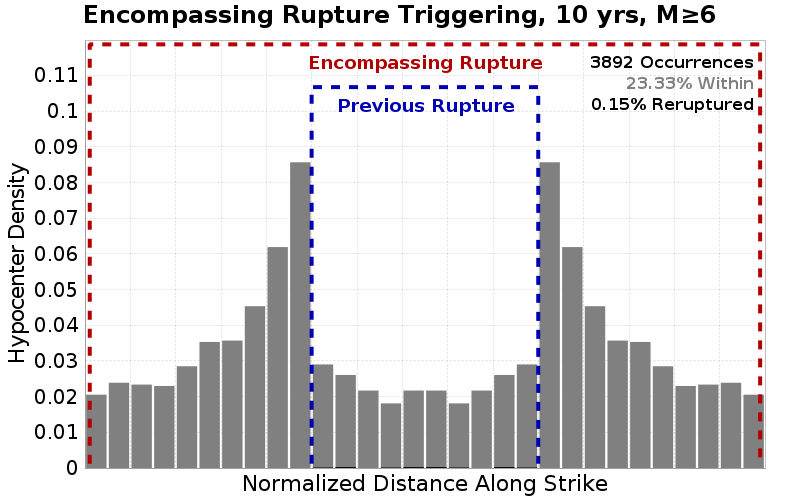 Encompassing Rupture Triggering, 10 yrs, M≥6
Encompassing Rupture
3892 Occurrences
23.33% Within
0.15% Reruptured
Previous Rupture
Hypocenter Density
0.11
0.1
0.09
0.08
0.07
0.06
0.05
0.04
0.03
0.02
0.01
0
Normalized Distance Along Strike